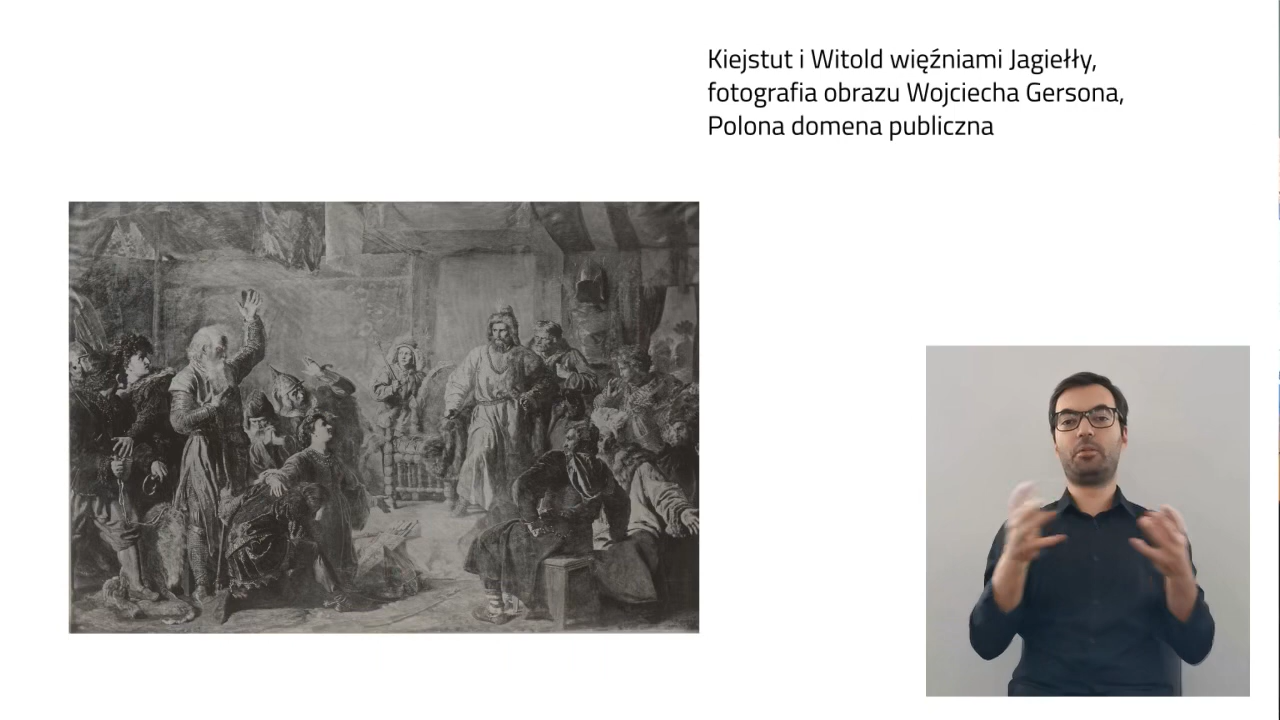 Kiejstut i Witold więźniami Jagiełły,
fotografia obrazu Wojciecha Gersona,
Polona domena publiczna